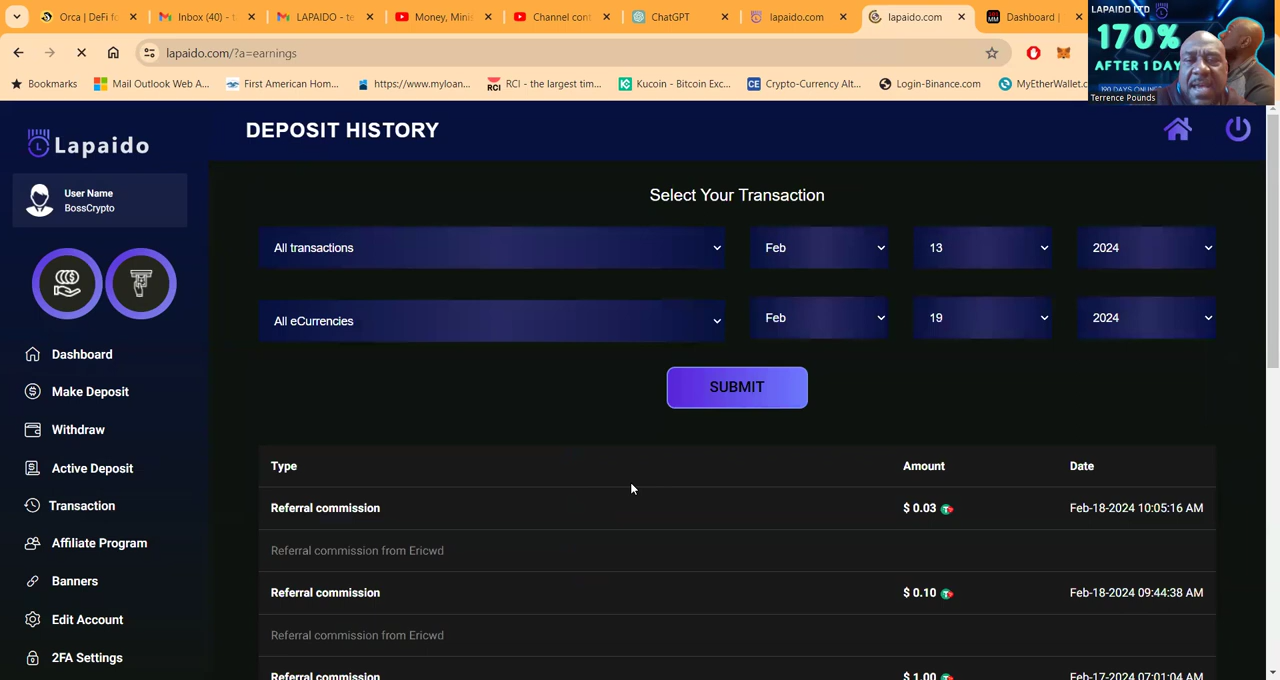 Orca | DeFi fo
Inbox (40) - t
LAPAIDO - te
Money, Mini
Channel cont
ChatGPT
lapaido.com
lapaido.com
Dashboard |
lapaido.com/?a=earnings
Bookmarks
Mail Outlook Web A...
First American Hom...
https://www.myloan...
RCI - the largest tim...
Kucoin - Bitcoin Exc...
Crypto-Currency Alt...
Login-Binance.com
MyEtherWallet.c
LAPAIDO LTD
170%
AFTER 1 DAY
Terrence Pounds
Lapaido
DEPOSIT HISTORY
User Name
BossCrypto
Select Your Transaction
All transactions
Feb
13
2024
All eCurrencies
Feb
19
2024
SUBMIT
Dashboard
Make Deposit
Withdraw
Active Deposit
Transaction
Affiliate Program
Banners
Edit Account
2FA Settings
Type
Amount
Date
Referral commission
$ 0.03
Feb-18-2024 10:05:16 AM
Referral commission from Ericwd
Referral commission
$ 0.10
Feb-18-2024 09:44:38 AM
Referral commission from Ericwd
Referral commission
$ 1.00
Feb-17-2024 07:01:04 AM